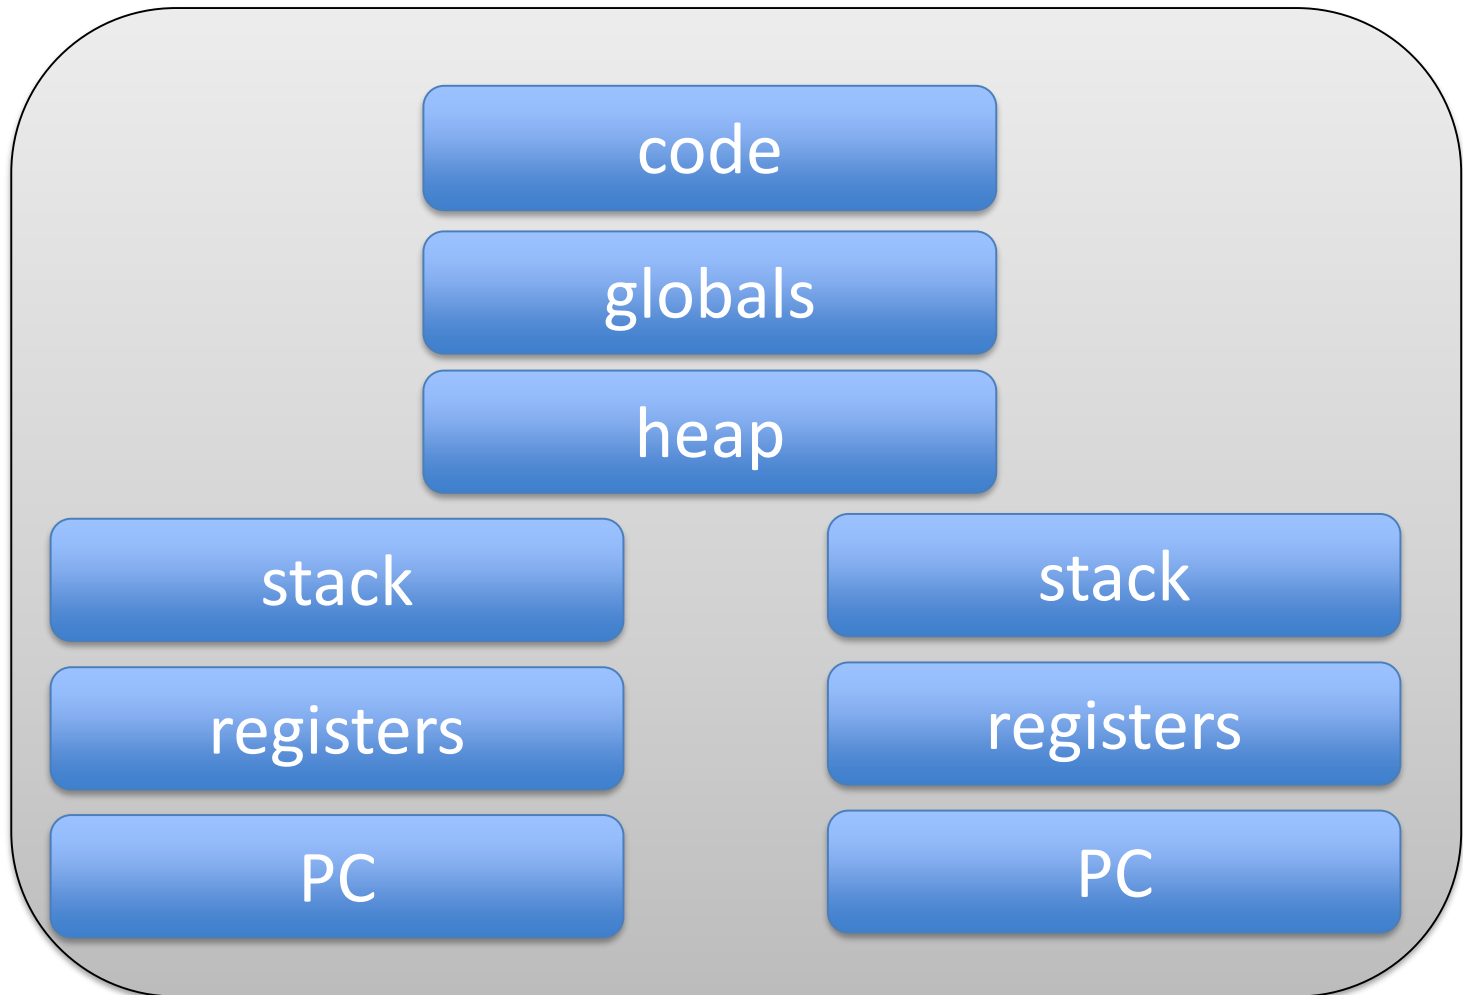 code
globals
heap
stack
registers
PC
stack
registers
PC